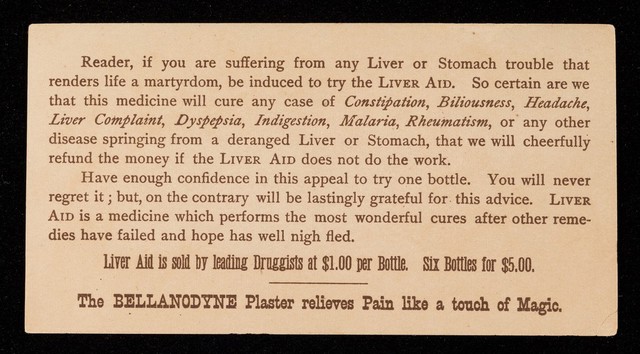 Reader, if you are suffering from any Liver or Stomach trouble that
renders life a martyrdom, be induced to try the LIVER AID. So certain are we
that this medicine will cure any case of Constipation, Biliousness, Headache,
Liver Complaint, Dyspepsia, Indigestion, Malaria, Rheumatism, or any other
disease springing from a deranged Liver or Stomach, that we will cheerfully
refund the money if the LIVER AID does not do the work.
Have enough confidence in this appeal to try one bottle. You will never
regret it; but, on the contrary will be lastingly grateful for this advice. LIVER
AID is a medicine which performs the most wonderful cures after other reme-
dies have failed and hope has well nigh fled.
Liver Aid is sold by leading Druggists at $1.00 per Bottle. Six Bottles for $5.00.
The BELLANODYNE Plaster relieves Pain like a touch of Magic.